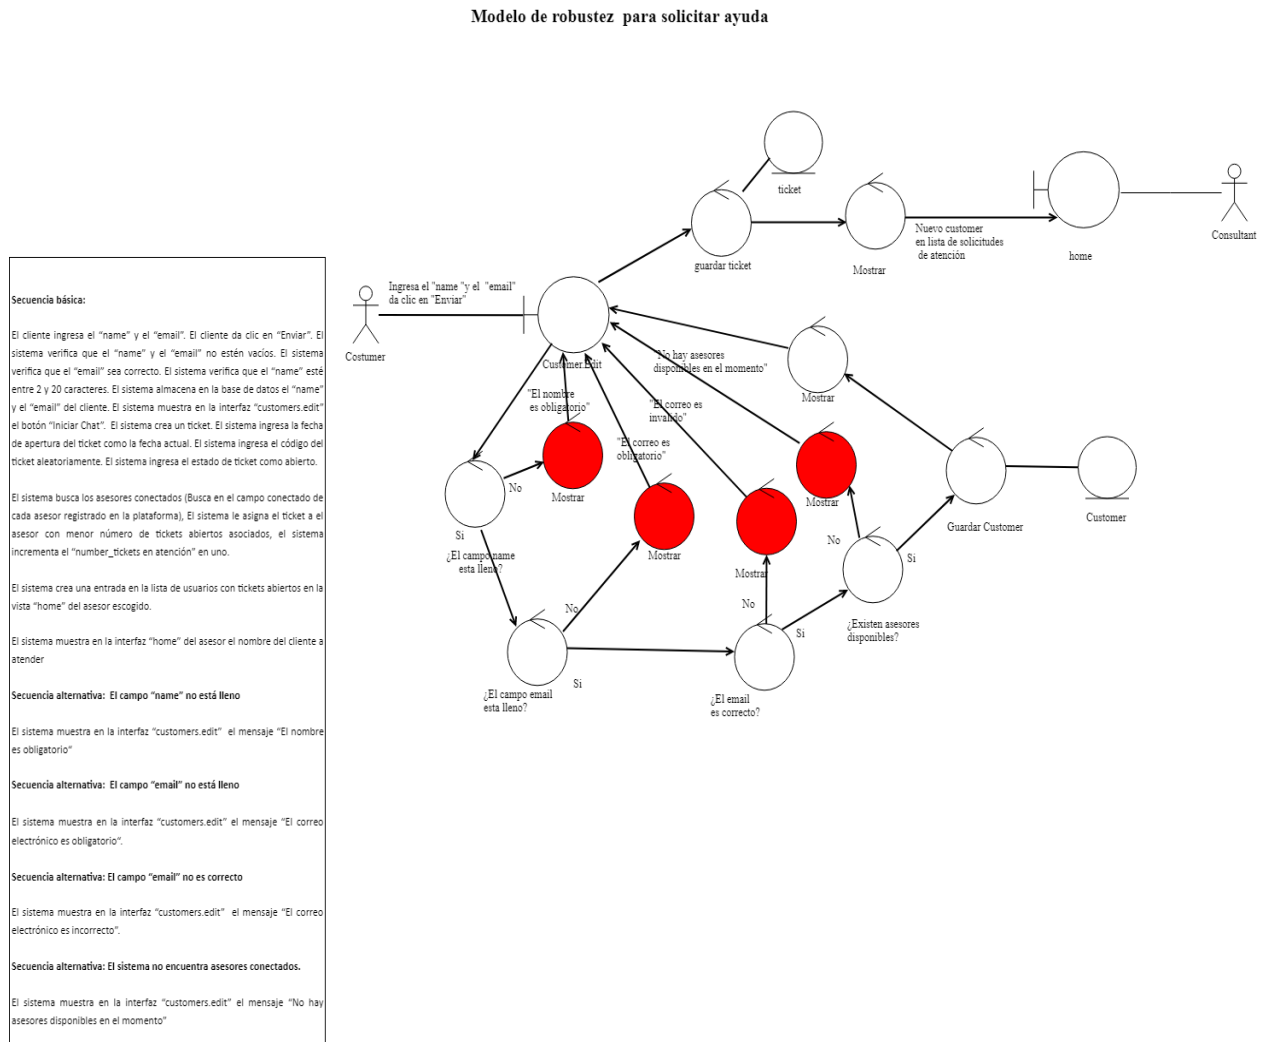 Modelo de robustez  para solicitar ayuda
ticket
guardar ticket
Mostrar
Nuevo customer
en lista de solicitudes
de atención
home
Consultant
Ingresa el "name "y el  "email"
da clic en "Enviar"
Costumer
Customer.Edit
"El nombre
es obligatorio"
"El correo es
obligatorio"
"El correo es
invalido"
"No hay asesores
disponibles en el momento"
Mostrar
Mostrar
Mostrar
Mostrar
Mostrar
No
Si
¿El campo name
esta lleno?
No
Si
¿El campo email
esta lleno?
No
Si
¿El email
es correcto?
No
Si
¿Existen asesores
disponibles?
Guardar Customer
Customer
Secuencia básica:
El cliente ingresa el “name” y el “email”. El cliente da clic en “Enviar”. El
sistema verifica que el “name” y el “email” no estén vacíos. El sistema
verifica que el “email” sea correcto. El sistema verifica que el “name” esté
entre 2 y 20 caracteres. El sistema almacena en la base de datos el “name”
y el “email” del cliente. El sistema muestra en la interfaz “customers.edit”
el botón “Iniciar Chat”.  El sistema crea un ticket. El sistema ingresa la fecha
de apertura del ticket como la fecha actual. El sistema ingresa el código del
ticket aleatoriamente. El sistema ingresa el estado de ticket como abierto.
El sistema busca los asesores conectados (Busca en el campo conectado de
cada asesor registrado en la plataforma), El sistema le asigna el ticket a el
asesor con menor número de tickets abiertos asociados, el sistema
incrementa el “number_tickets en atención” en uno.
El sistema crea una entrada en la lista de usuarios con tickets abiertos en la
vista “home” del asesor escogido.
El sistema muestra en la interfaz “home” del asesor el nombre del cliente a
atender
Secuencia alternativa:  El campo “name” no está lleno
El sistema muestra en la interfaz “customers.edit”  el mensaje “El nombre
es obligatorio”
Secuencia alternativa:  El campo “email” no está lleno
El sistema muestra en la interfaz “customers.edit” el mensaje “El correo
electrónico es obligatorio”.
Secuencia alternativa: El campo “email” no es correcto
El sistema muestra en la interfaz “customers.edit”  el mensaje “El correo
electrónico es incorrecto”.
Secuencia alternativa: El sistema no encuentra asesores conectados.
El sistema muestra en la interfaz “customers.edit” el mensaje “No hay
asesores disponibles en el momento”